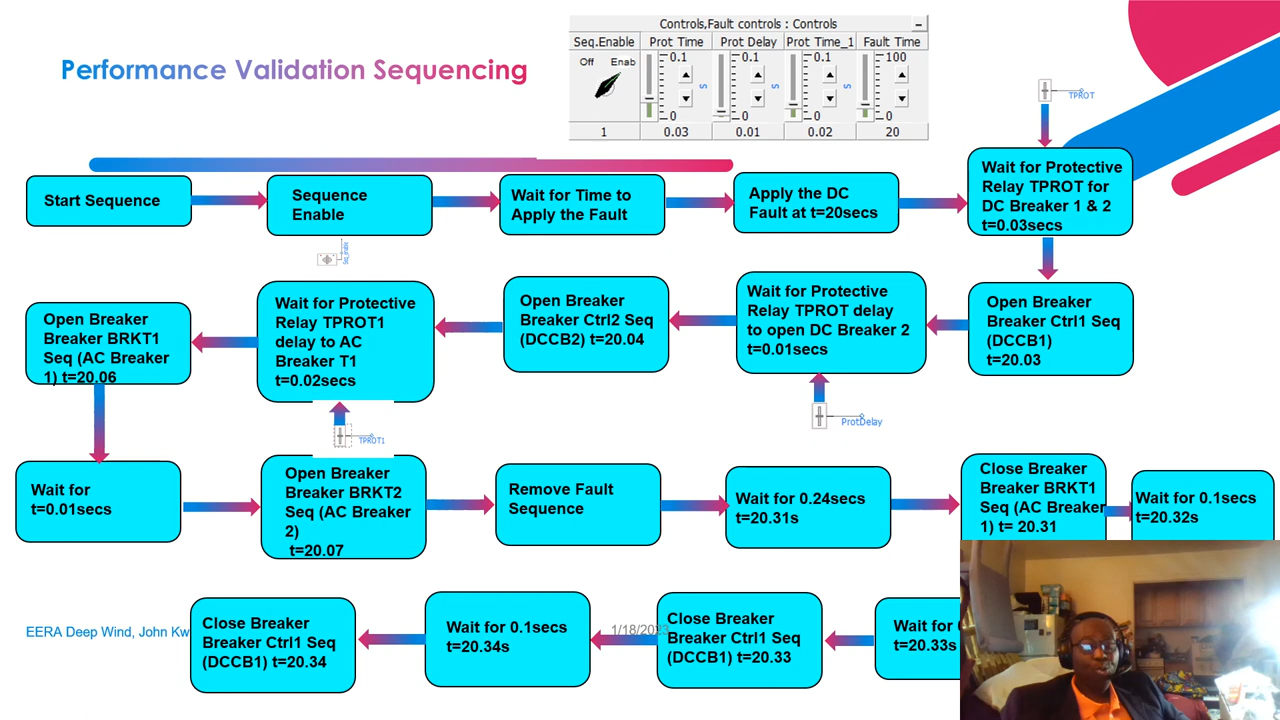 Controls,Fault controls : Controls
Seq.Enable Prot Time Prot Delay Prot Time_1 Fault Time
Off Enab 0.1 0.1 0.1 100
S S S
0 0 0 0
1 0.03 0.01 0.02 20
Performance Validation Sequencing
TPROT
Start Sequence
Sequence
Enable
Wait for Time to
Apply the Fault
Apply the DC
Fault at t=20secs
Wait for Protective
Relay TPROT for
DC Breaker 1 & 2
t=0.03secs
Open Breaker
Breaker Ctrl1 Seq
(DCCB1)
t=20.03
Wait for Protective
Relay TPROT delay
to open DC Breaker 2
t=0.01secs
ProtDelay
Open Breaker
Breaker Ctrl2 Seq
(DCCB2) t=20.04
Wait for Protective
Relay TPROT1
delay to AC
Breaker T1
t=0.02secs
TPROT1
Open Breaker
Breaker BRKT1
Seq (AC Breaker
1) t=20.06
Wait for
t=0.01secs
Open Breaker
Breaker BRKT2
Seq (AC Breaker
2)
t=20.07
Remove Fault
Sequence
Wait for 0.24secs
t=20.31s
Close Breaker
Breaker BRKT1
Seq (AC Breaker
1) t= 20.31
Wait for 0.1secs
t=20.32s
Wait for
t=20.33s
Close Breaker
Breaker Ctrl1 Seq
(DCCB1) t=20.33
Wait for 0.1secs
t=20.34s
Close Breaker
Breaker Ctrl1 Seq
(DCCB1) t=20.34
EERA Deep Wind, John Kw
1/18/2023